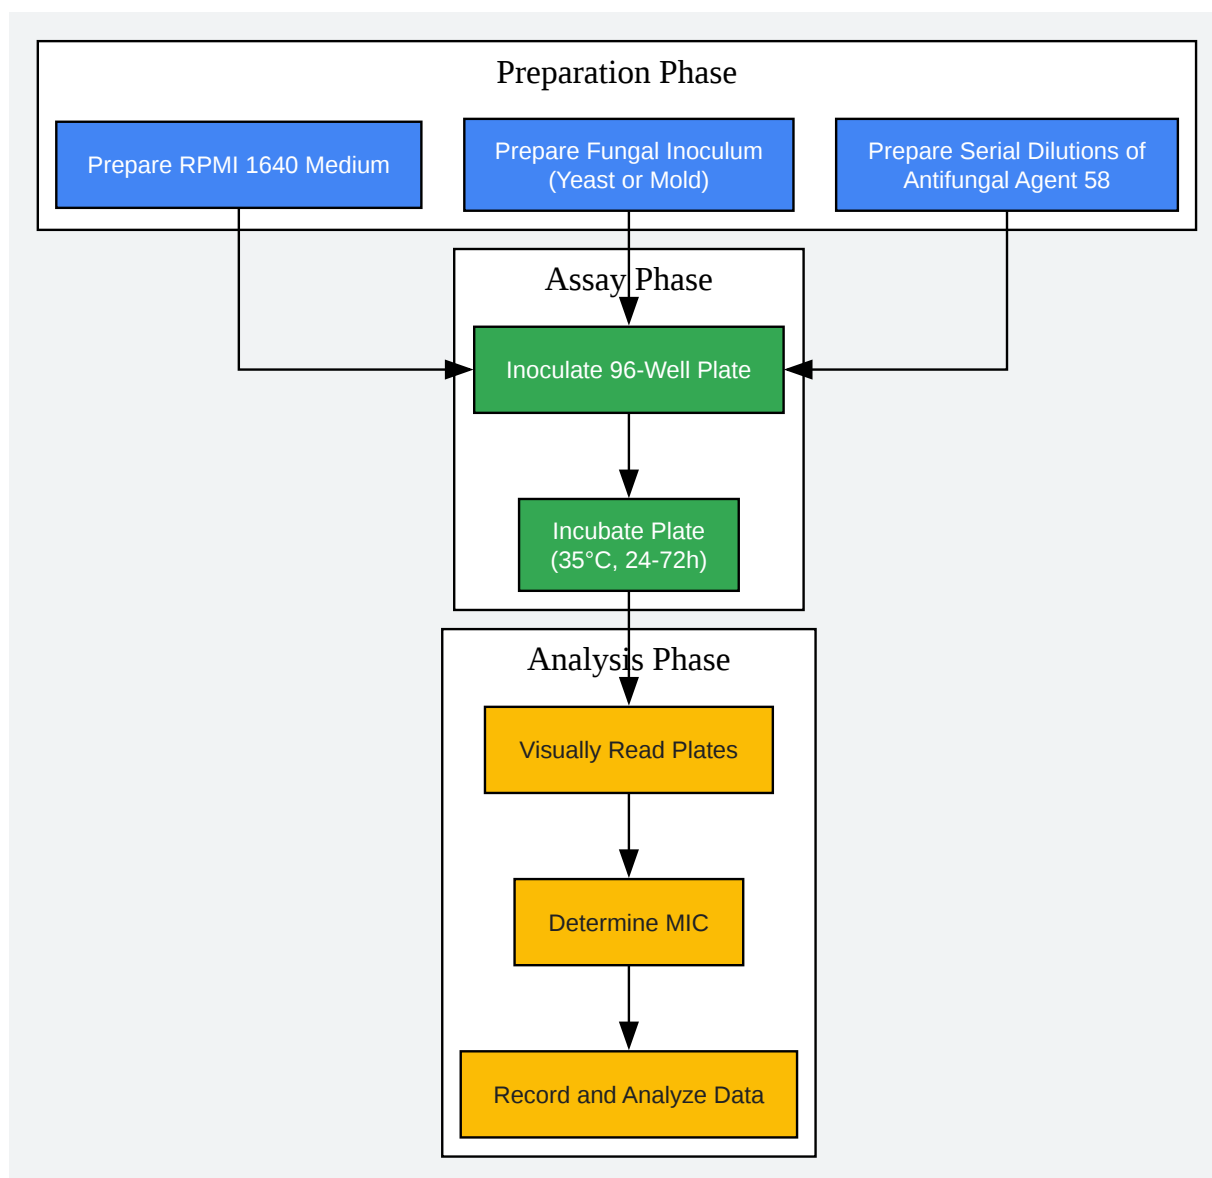 Preparation Phase
Prepare RPMI 1640 Medium
Prepare Fungal Inoculum
(Yeast or Mold)
Prepare Serial Dilutions of
Antifungal Agent 58
Assay Phase
Inoculate 96-Well Plate
Incubate Plate
(35°C, 24-72h)
Analysis Phase
Visually Read Plates
Determine MIC
Record and Analyze Data